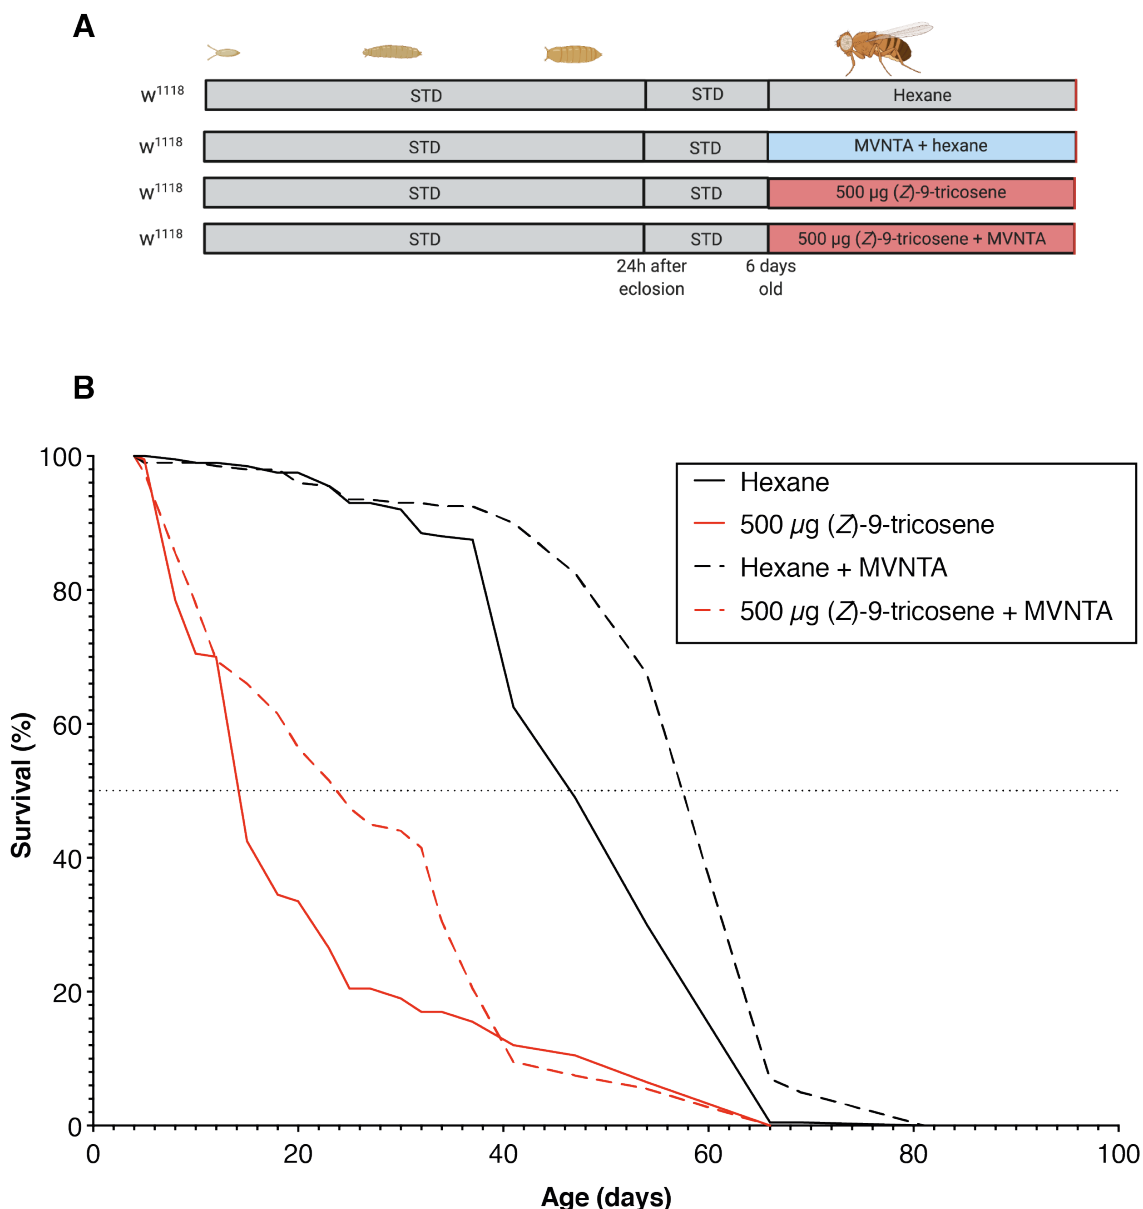 A
w1118 STD STD Hexane
w1118 STD STD MVNTA + hexane
w1118 STD STD 500 µg (Z)-9-tricosene
w1118 STD STD 500 µg (Z)-9-tricosene + MVNTA
24h after 6 days
eclosion old
B
Hexane
500 µg (Z)-9-tricosene
Hexane + MVNTA
500 µg (Z)-9-tricosene + MVNTA
Survival (%)
100
80
60
40
20
0
0 20 40 60 80 100
Age (days)